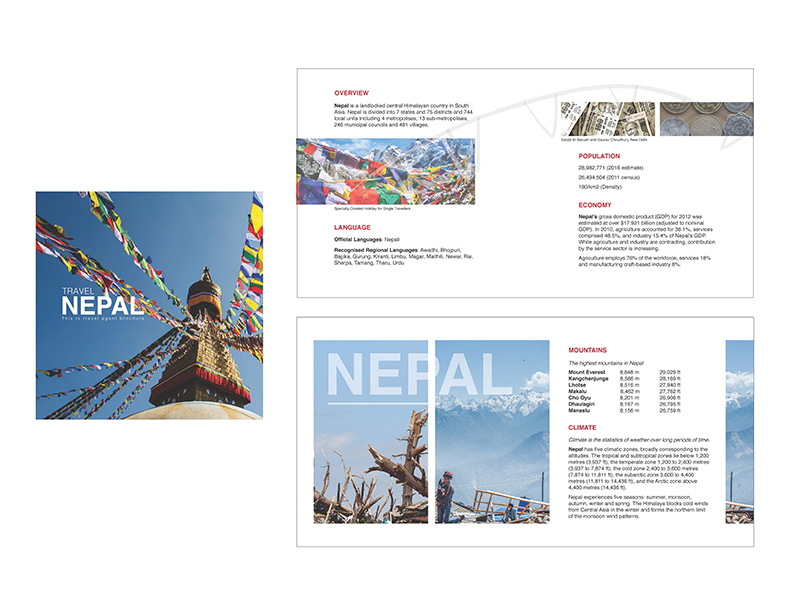 TRAVEL
NEPAL
This is travel agent brochure
OVERVIEW
Nepal is a landlocked central Himalayan country in South
Asia. Nepal is divided into 7 states and 75 districts and 744
local units including 4 metropolises, 13 sub-metropolises,
246 municipal councils and 481 villages.
Specially Created Holiday for Single Travellers
LANGUAGE
Official Languages: Nepali
Recognised Regional Languages: Awadhi, Bhojpuri,
Bajjika, Gurung, Kiranti, Limbu, Magar, Maithili, Newar, Rai,
Sherpa, Tamang, Tharu, Urdu
Sanjib Kr Baruah and Gaurav Choudhury, New Delhi
POPULATION
28,982,771 (2016 estimate)
26,494,504 (2011 census)
180/km2 (Density)
ECONOMY
Nepal's gross domestic product (GDP) for 2012 was
estimated at over $17.921 billion (adjusted to nominal
GDP). In 2010, agriculture accounted for 36.1%, services
comprised 48.5%, and industry 15.4% of Nepal's GDP.
While agriculture and industry are contracting, contribution
by the service sector is increasing.
Agriculture employs 76% of the workforce, services 18%
and manufacturing craft-based industry 6%.
NEPAL
MOUNTAINS
The highest mountains in Nepal
Mount Everest 8,848 m 29,029 ft
Kangchenjunga 8,586 m 28,169 ft
Lhotse 8,516 m 27,940 ft
Makalu 8,462 m 27,762 ft
Cho Oyu 8,201 m 26,906 ft
Dhaulagiri 8,167 m 26,795 ft
Manaslu 8,156 m 26,759 ft
CLIMATE
Climate is the statistics of weather over long periods of time.
Nepal has five climatic zones, broadly corresponding to the
altitudes. The tropical and subtropical zones lie below 1,200
metres (3,937 ft), the temperate zone 1,200 to 2,400 metres
(3,937 to 7,874 ft), the cold zone 2,400 to 3,600 metres
(7,874 to 11,811 ft), the subarctic zone 3,600 to 4,400
metres (11,811 to 14,436 ft), and the Arctic zone above
4,400 metres (14,436 ft).
Nepal experiences five seasons: summer, monsoon,
autumn, winter and spring. The Himalaya blocks cold winds
from Central Asia in the winter and forms the northern limit
of the monsoon wind patterns.